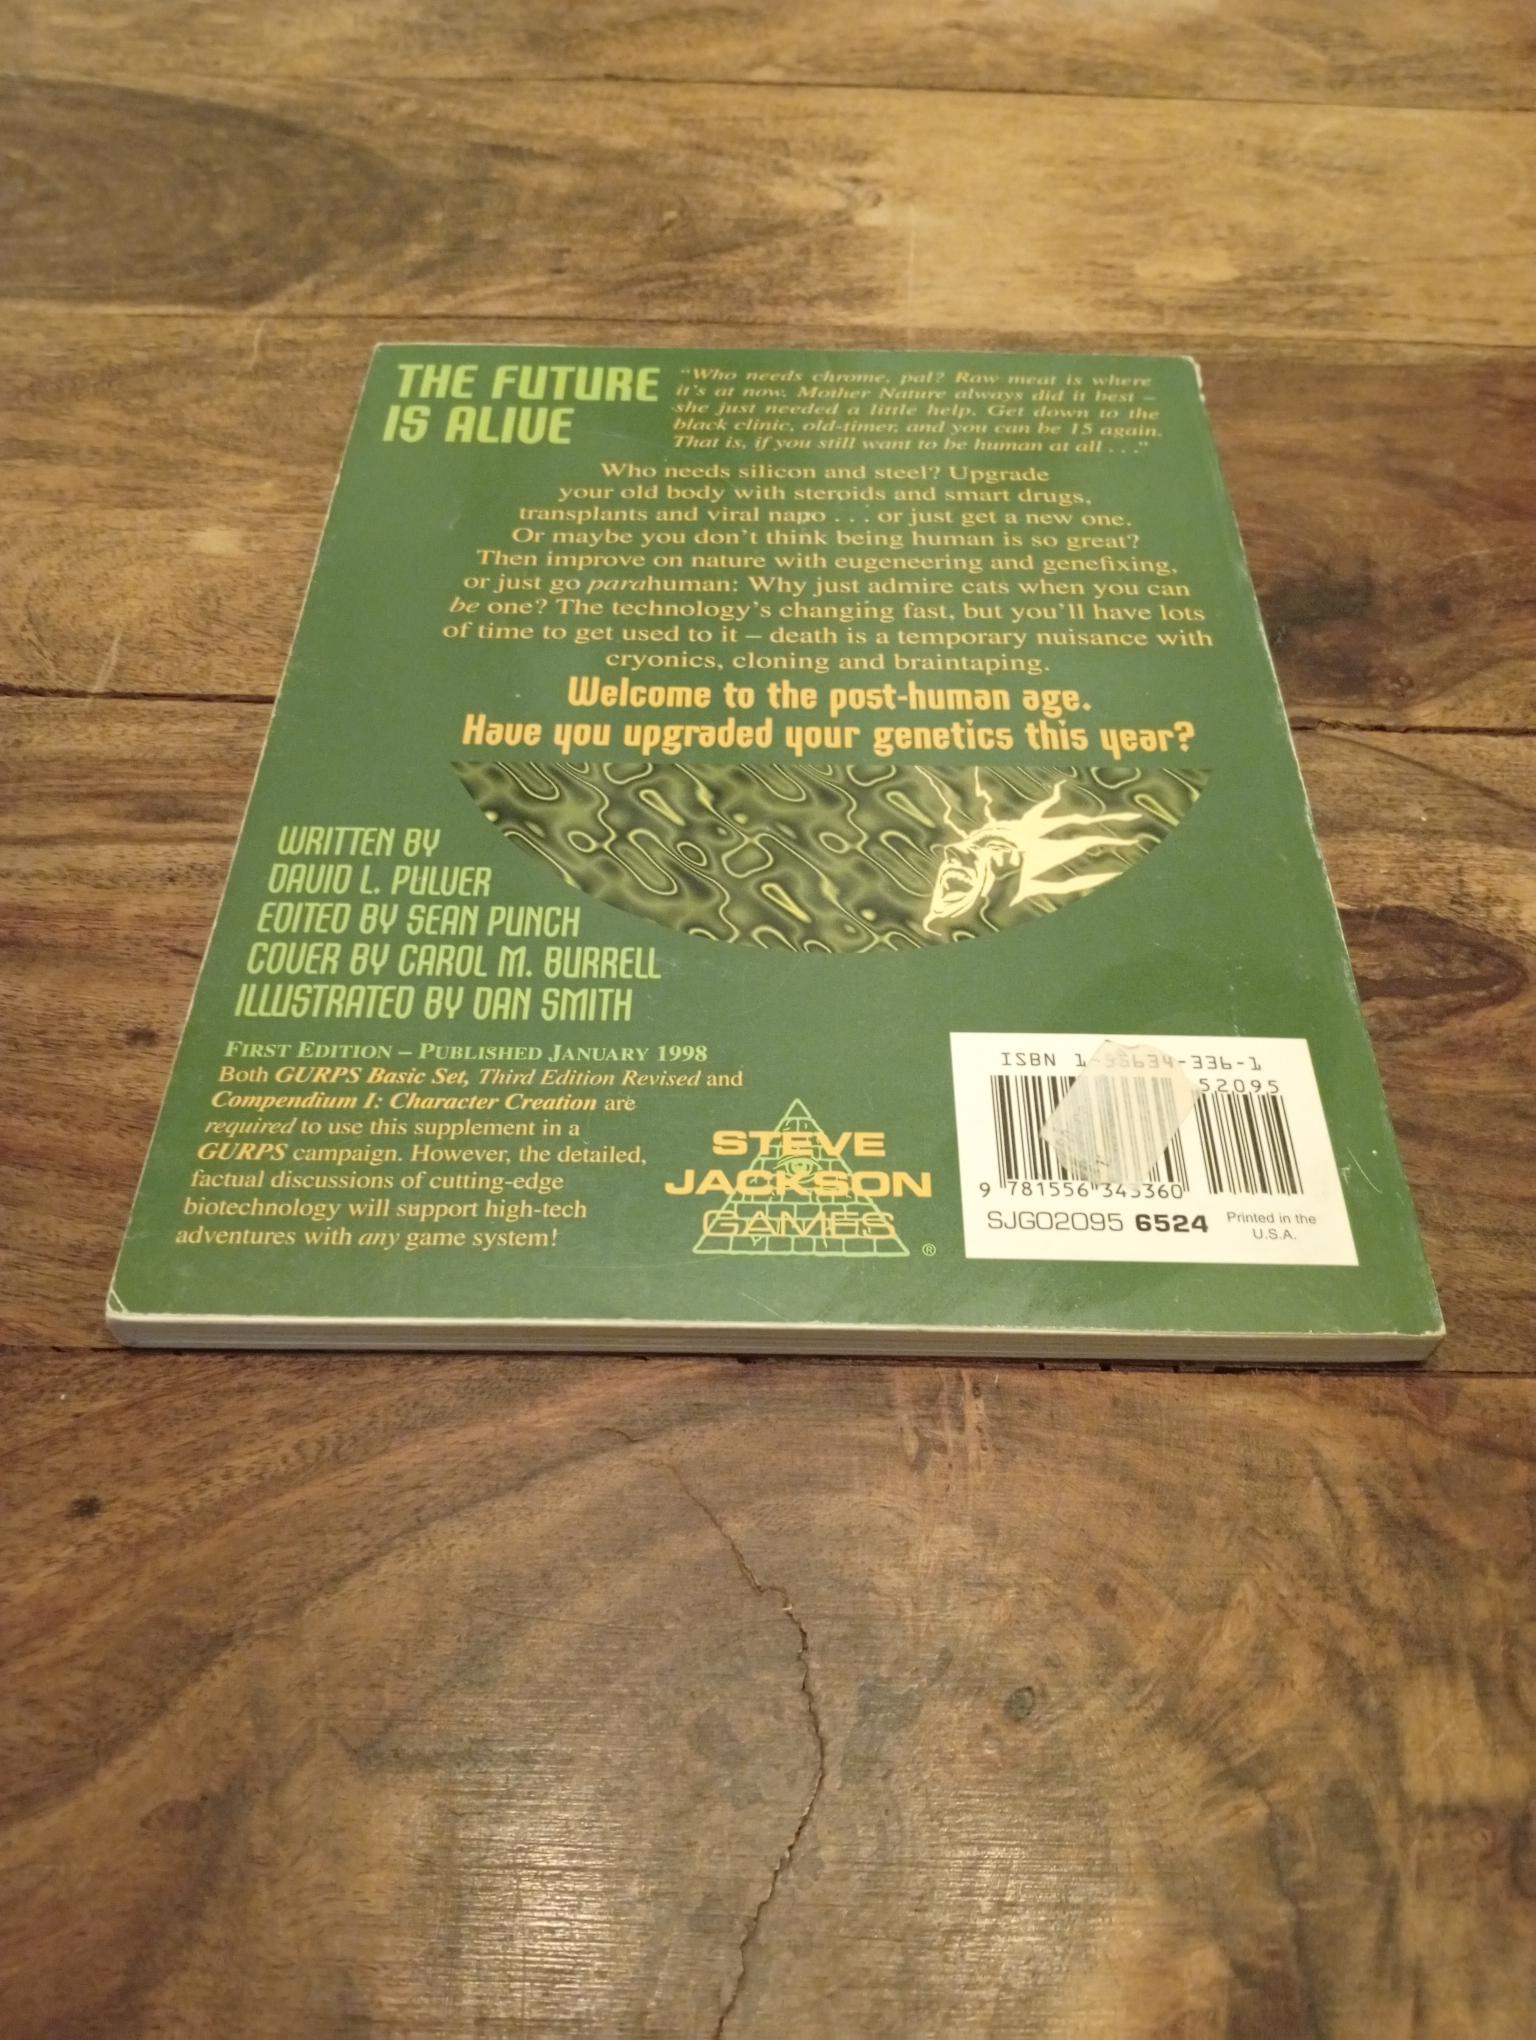 THE FUTURE
IS ALIVE
"Who needs chrome, pal? Raw meat is where
it's at now. Mother Nature always did it best –
she just needed a little help. Get down to the
black clinic, old-timer, and you can be 15 again.
That is, if you still want to be human at all . . ."
Who needs silicon and steel? Upgrade
your old body with steroids and smart drugs,
transplants and viral nano . . . or just get a new one.
Or maybe you don't think being human is so great?
Then improve on nature with eugeneering and genefixing,
or just go parahuman: Why just admire cats when you can
be one? The technology's changing fast, but you'll have lots
of time to get used to it – death is a temporary nuisance with
cryonics, cloning and braintaping.
Welcome to the post-human age.
Have you upgraded your genetics this year?
WRITTEN BY
DAVID L. PULVER
EDITED BY SEAN PUNCH
COVER BY CAROL M. BURRELL
ILLUSTRATED BY DAN SMITH
FIRST EDITION – PUBLISHED JANUARY 1998
Both GURPS Basic Set, Third Edition Revised and
Compendium I: Character Creation are
required to use this supplement in a
GURPS campaign. However, the detailed,
factual discussions of cutting-edge
biotechnology will support high-tech
adventures with any game system!
STEVE
JACKSON
GAMES
®
ISBN 1-55634-336-1
52095
9 781556 343360
SJG02095 6524
Printed in the
U.S.A.